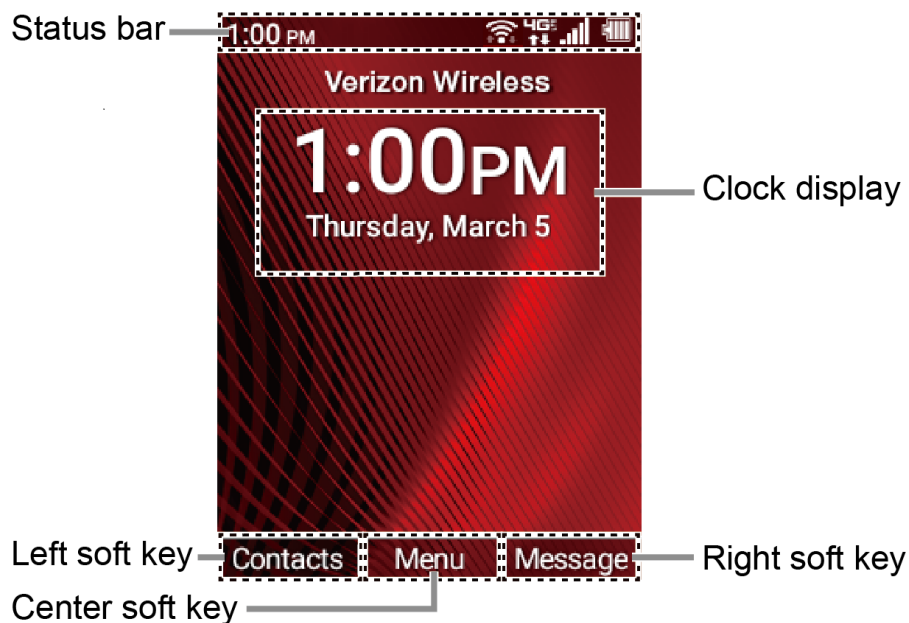 Status bar
1:00 PM 4GE
Verizon Wireless
1:00PM
Thursday, March 5
Clock display
Left soft key
Contacts Menu Message
Right soft key
Center soft key